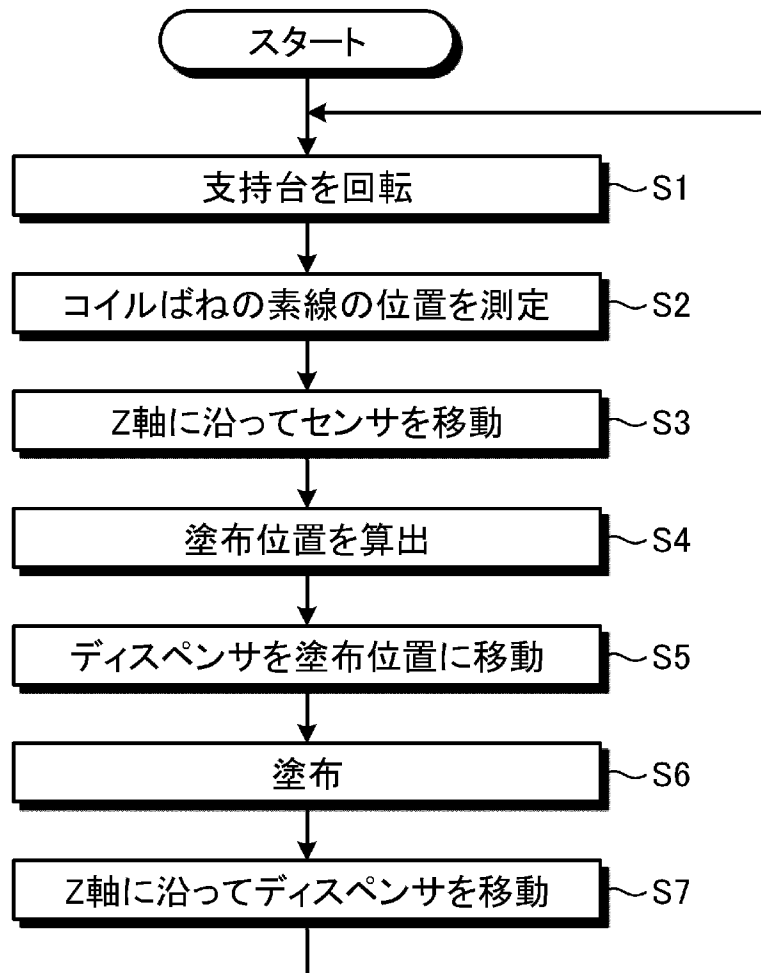 スタート
支持台を回転
S1
コイルばねの素線の位置を測定
S2
Z軸に沿ってセンサを移動
S3
塗布位置を算出
S4
ディスペンサを塗布位置に移動
S5
塗布
S6
Z軸に沿ってディスペンサを移動
S7